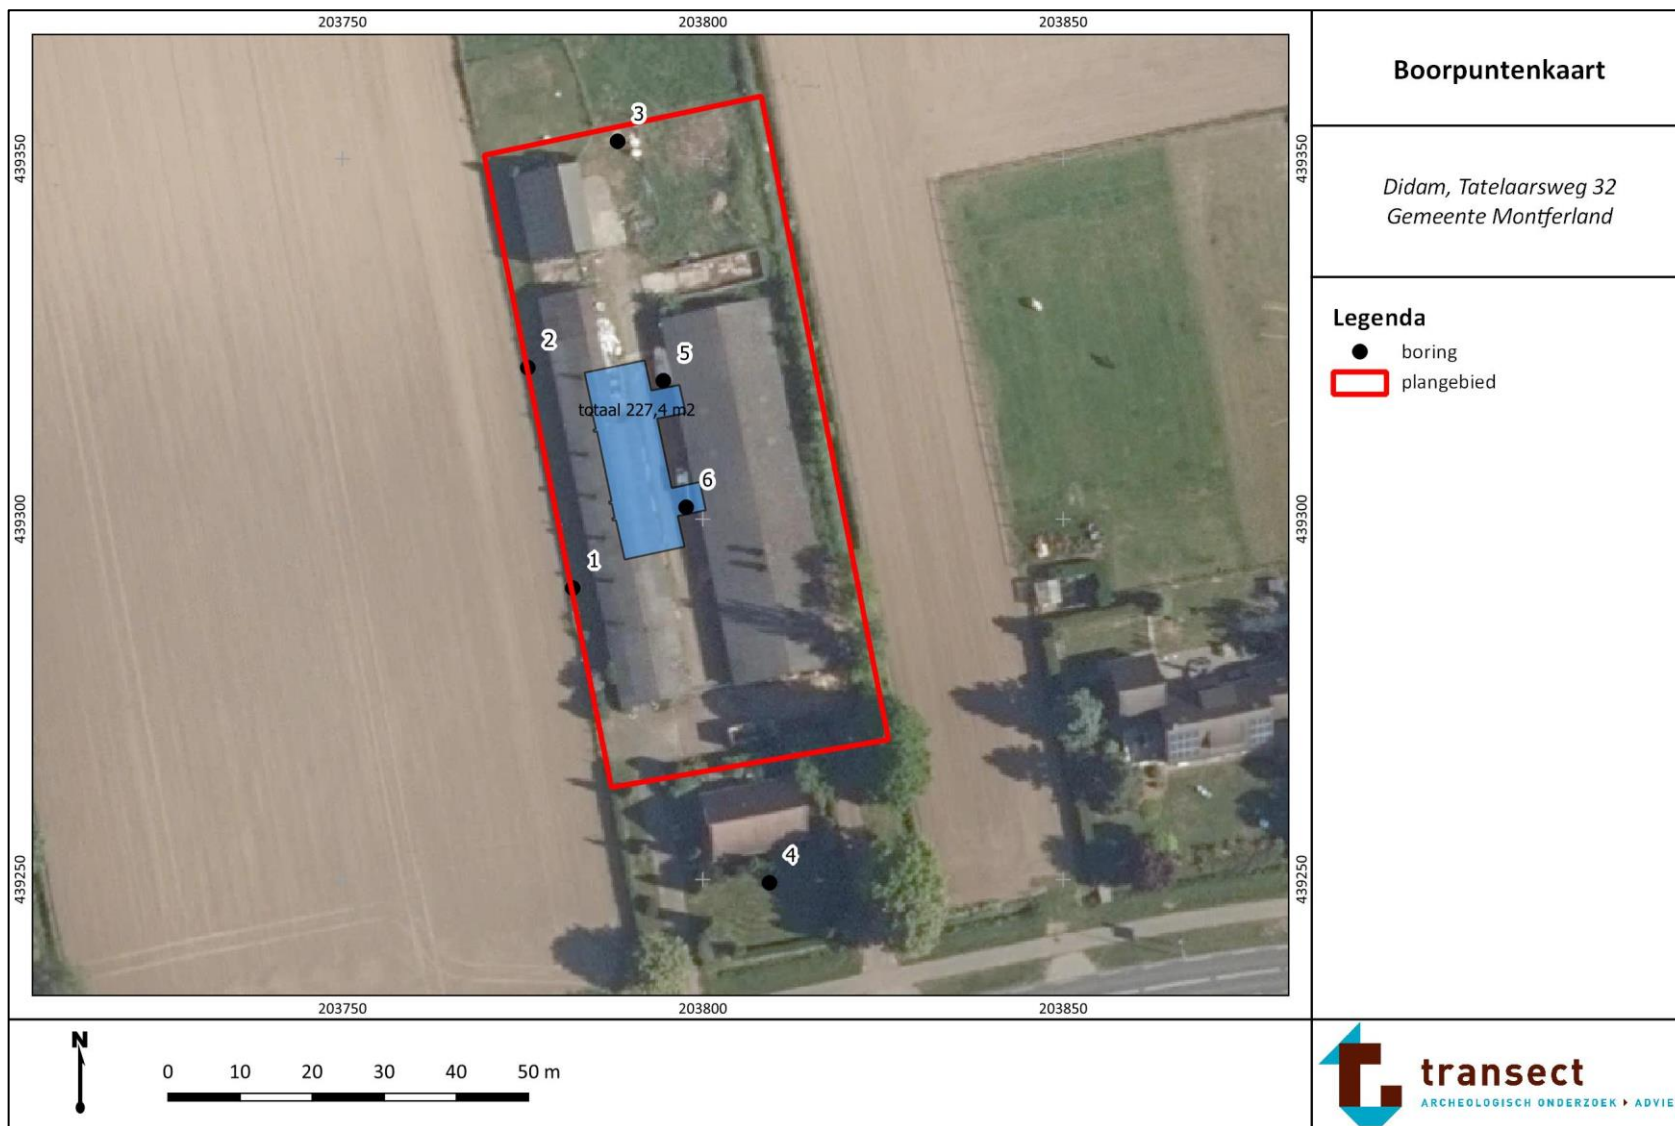 203750
203800
203850
439350
439300
439250
439350
439300
439250
3
2
5
totaal 227,4 m2
6
1
4
203750
203800
203850
Boorpuntenkaart
Didam, Tatelaarsweg 32
Gemeente Montferland
Legenda
boring
plangebied
N
0 10 20 30 40 50 m
transect
ARCHEOLOGISCH ONDERZOEK ADVIE